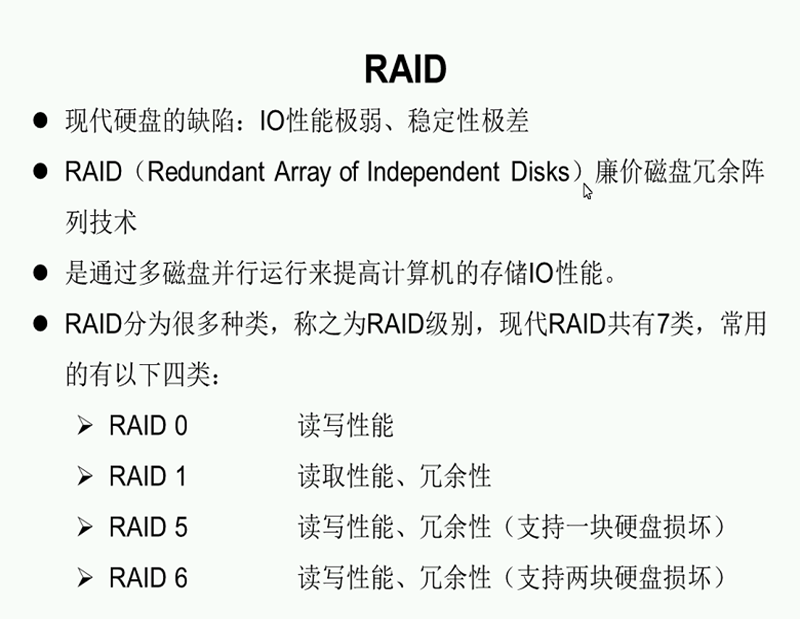 RAID
● 现代硬盘的缺陷：IO性能极弱、稳定性极差
● RAID（Redundant Array of Independent Disks）廉价磁盘冗余阵
列技术
● 是通过多磁盘并行运行来提高计算机的存储IO性能。
● RAID分为很多种类，称之为RAID级别，现代RAID共有7类，常用
的有以下四类：
➢ RAID 0 读写性能
➢ RAID 1 读取性能、冗余性
➢ RAID 5 读写性能、冗余性（支持一块硬盘损坏）
➢ RAID 6 读写性能、冗余性（支持两块硬盘损坏）